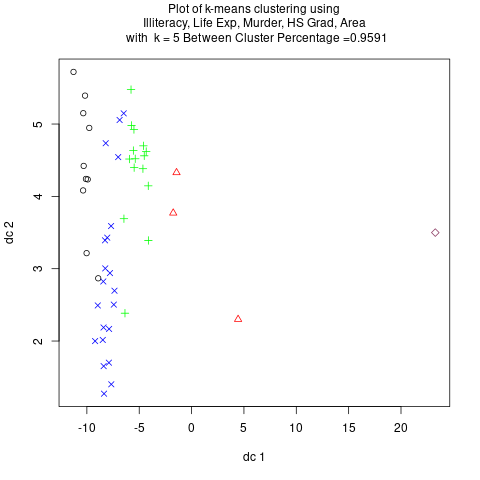 Plot of k-means clustering using
Illiteracy, Life Exp, Murder, HS Grad, Area
with k = 5 Between Cluster Percentage =0.9591
dc 2
5
4
3
2
-10 -5 0 5 10 15 20
dc 1